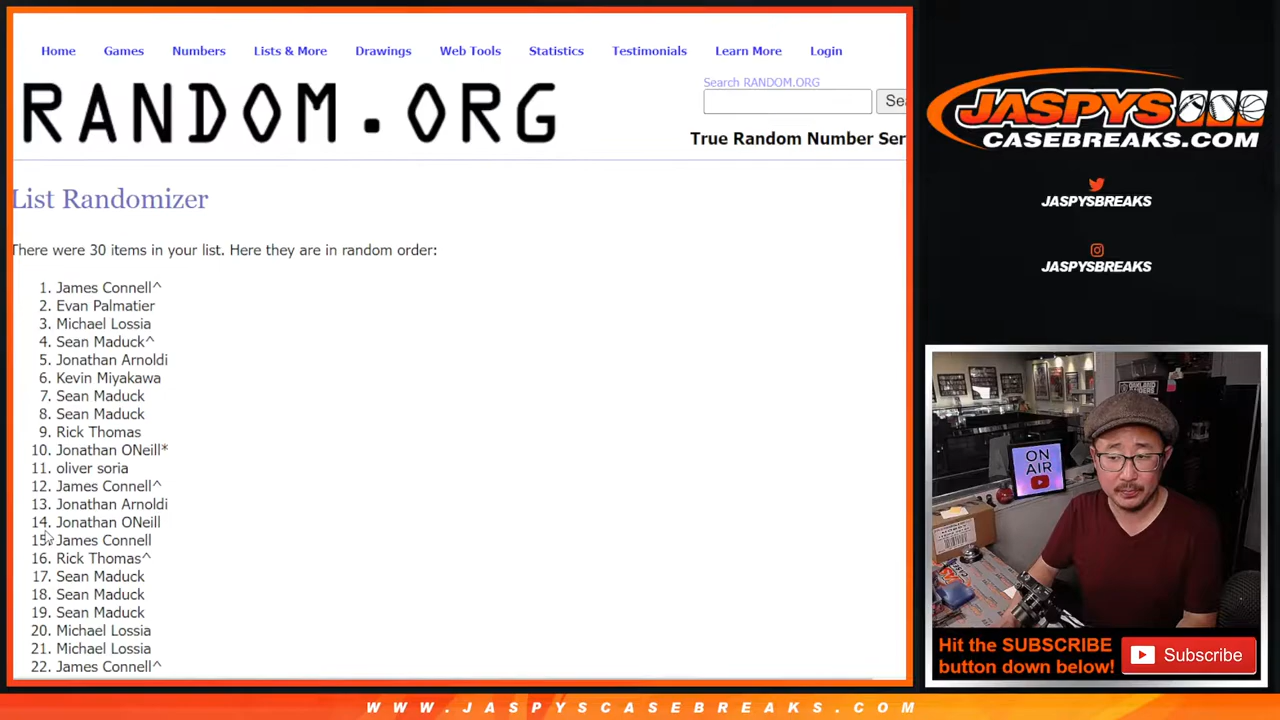 Home Games Numbers Lists & More Drawings Web Tools Statistics Testimonials Learn More Login
RANDOM.ORG
Search RANDOM.ORG
Sea
True Random Number Ser
List Randomizer
There were 30 items in your list. Here they are in random order:
1. James Connell^
2. Evan Palmatier
3. Michael Lossia
4. Sean Maduck^
5. Jonathan Arnoldi
6. Kevin Miyakawa
7. Sean Maduck
8. Sean Maduck
9. Rick Thomas
10. Jonathan ONeill*
11. oliver soria
12. James Connell^
13. Jonathan Arnoldi
14. Jonathan ONeill
15. James Connell
16. Rick Thomas^
17. Sean Maduck
18. Sean Maduck
19. Sean Maduck
20. Michael Lossia
21. Michael Lossia
22. James Connell^
JASPYS
CASEBREAKS.COM
JASPYSBREAKS
JASPYSBREAKS
ON
AIR
Hit the SUBSCRIBE
button down below!
Subscribe
WWW.JASPYSCASEBREAKS.COM